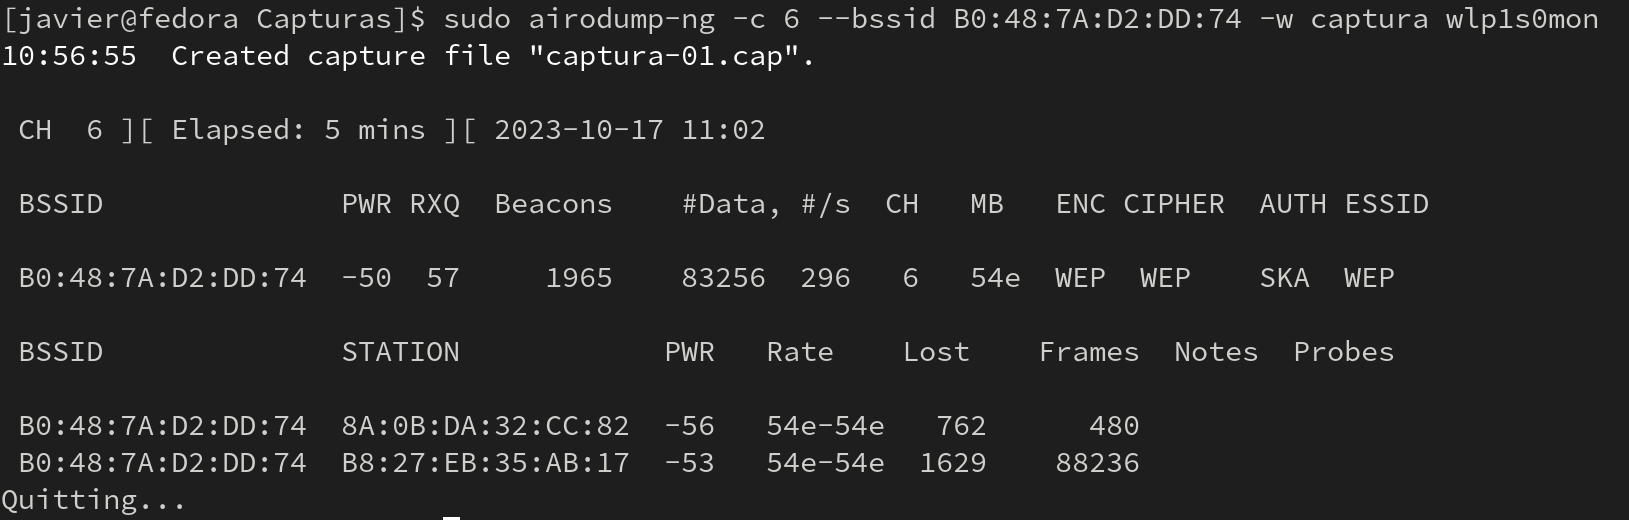 [javier@fedora Capturas]$ sudo airodump-ng -c 6 --bssid B0:48:7A:D2:DD:74 -w captura wlp1s0mon
10:56:55  Created capture file "captura-01.cap".
CH  6 ][ Elapsed: 5 mins ][ 2023-10-17 11:02
BSSID              PWR RXQ  Beacons    #Data, #/s  CH   MB   ENC CIPHER  AUTH ESSID
B0:48:7A:D2:DD:74  -50  57     1965    83256  296   6   54e  WEP  WEP    SKA  WEP
BSSID              STATION            PWR   Rate    Lost    Frames  Notes  Probes
B0:48:7A:D2:DD:74  8A:0B:DA:32:CC:82  -56   54e-54e   762      480
B0:48:7A:D2:DD:74  B8:27:EB:35:AB:17  -53   54e-54e  1629    88236
Quitting...